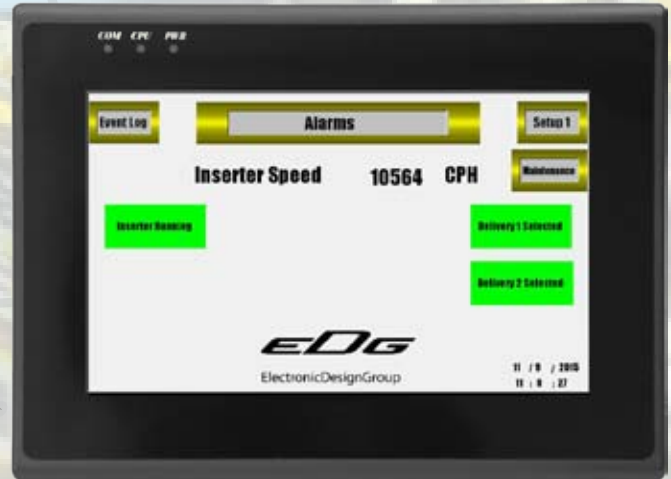 COM CPU PWR
Event Log
Alarms
Setup 1
Maintenance
Inserter Speed 10564 CPH
Inserter Running
Delivery 1 Selected
Delivery 2 Selected
EDG
ElectronicDesignGroup
11 / 9 / 2015
11 : 8 : 27